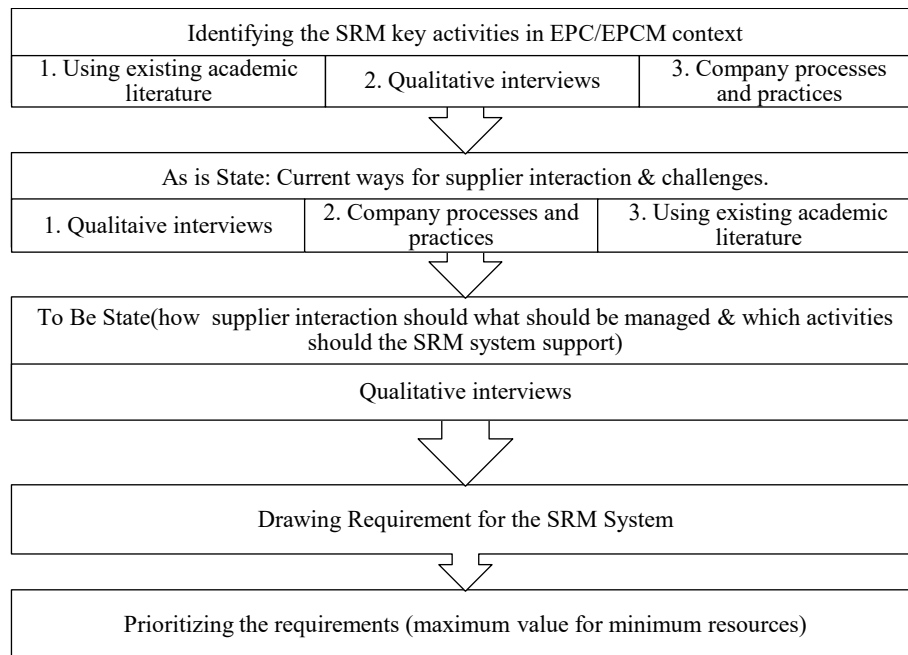 Identifying the SRM key activities in EPC/EPCM context
1. Using existing academic
literature
2. Qualitative interviews
3. Company processes
and practices
As is State: Current ways for supplier interaction & challenges.
1. Qualitaive interviews
2. Company processes and
practices
3. Using existing academic
literature
To Be State(how supplier interaction should what should be managed & which activities
should the SRM system support)
Qualitative interviews
Drawing Requirement for the SRM System
Prioritizing the requirements (maximum value for minimum resources)